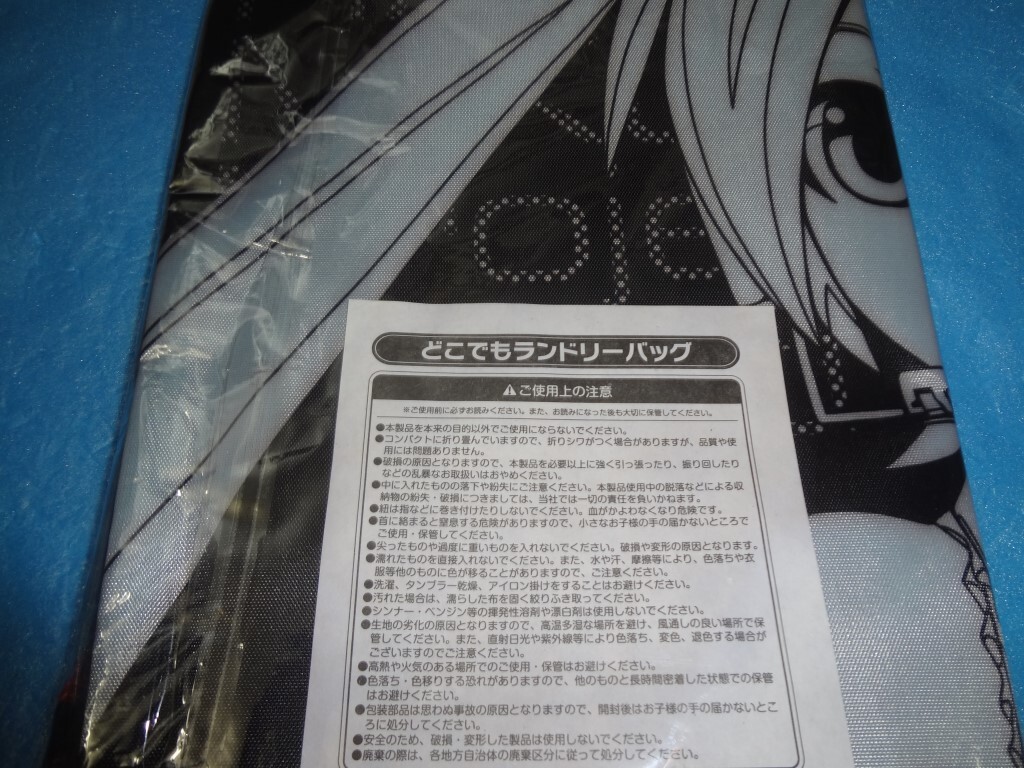 oje
どこでもランドリーバッグ
⚠ご使用上の注意
※ご使用前に必ずお読みください。また、お読みになった後も大切に保管してください。
●本製品を本来の目的以外でご使用にならないでください。
●コンパクトに折り畳んでいますので、折りシワがつく場合がありますが、品質や使
用には問題ありません。
●破損の原因となりますので、本製品を必要以上に強く引っ張ったり、振り回したり
などの乱暴なお取扱いはおやめください。
●中に入れたものの落下や紛失にご注意ください。本製品使用中の脱落などによる収
納物の紛失・破損につきましては、当社では一切の責任を負いかねます。
●紐は指などに巻き付けたりしないでください。血がかよわなくなり危険です。
●首に絡まると窒息する危険がありますので、小さなお子様の手の届かないところで
ご使用・保管してください。
●尖ったものや過度に重いものを入れないでください。破損や変形の原因となります。
●濡れたものを直接入れないでください。また、水や汗、摩擦等により、色落ちや衣
服等他のものに色が移ることがありますので、ご注意ください。
●洗濯、タンブラー乾燥、アイロン掛けをすることはお避けください。
●汚れた場合は、濡らした布を固く絞りふき取ってください。
●シンナー・ベンジン等の揮発性溶剤や漂白剤は使用しないでください。
●生地の劣化の原因となりますので、高温多湿な場所を避け、風通しの良い場所で保
管してください。また、直射日光や紫外線等により色落ち、変色、退色する場合が
ございますのでご注意ください。
●高熱や火気のある場所でのご使用・保管はお避けください。
●色落ち・色移りする恐れがありますので、他のものと長時間密着した状態での保管
はお避けください。
●包装部品は思わぬ事故の原因となりますので、開封後はお子様の手の届かないとこ
ろに処分してください。
●安全のため、破損・変形した製品は使用しないでください。
●廃棄の際は、各地方自治体の廃棄区分に従って処分してください。